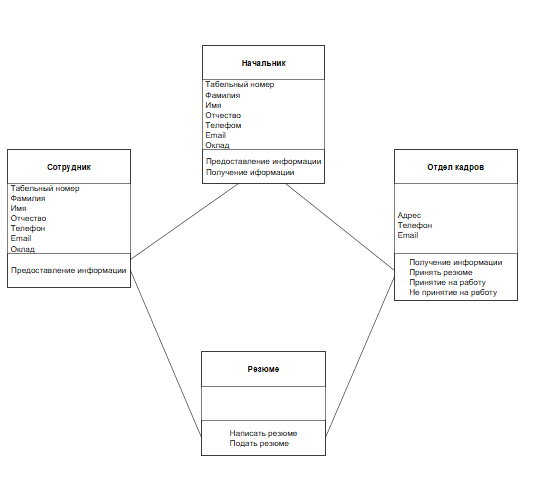 Начальник
Табельный номер
Фамилия
Имя
Отчество
Телефом
Email
Оклад
Предоставление информации
Получение иформации
Сотрудник
Табельный номер
Фамилия
Имя
Отчество
Телефон
Email
Оклад
Предоставление информации
Отдел кадров
Адрес
Телефон
Email
Получение информации
Принять резюме
Принятие на работу
Не принятие на работу
Резюме
Написать резюме
Подать резюме